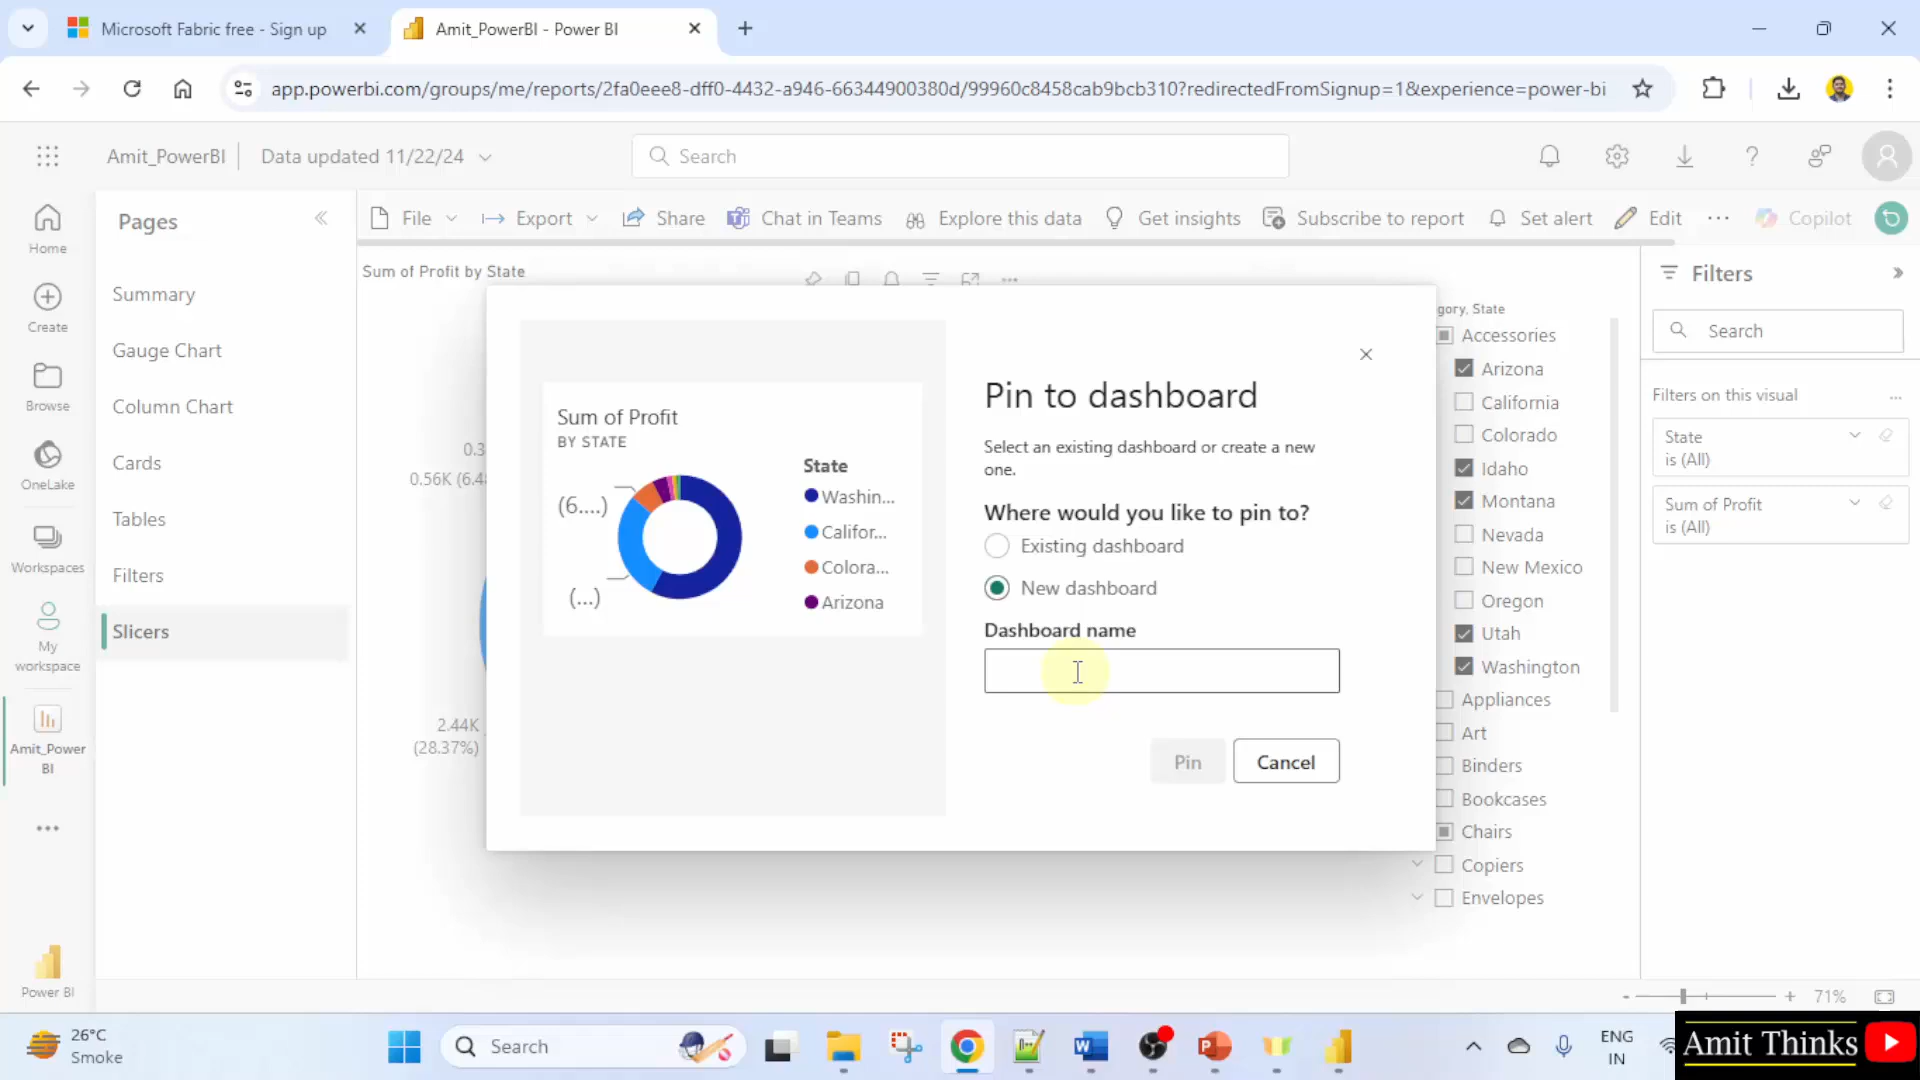 Microsoft Fabric free - Sign up
Amit_PowerBI - Power BI
app.powerbi.com/groups/me/reports/2fa0eee8-dff0-4432-a946-66344900380d/99960c8458cab9bcb310?redirectedFromSignup=1&experience=power-bi
Amit_PowerBI
Data updated 11/22/24
Search
Home
Create
Browse
OneLake
Workspaces
My
workspace
Amit_Power
BI
Power BI
Pages
Summary
Gauge Chart
Column Chart
Cards
Tables
Filters
Slicers
File
Export
Share
Chat in Teams
Explore this data
Get insights
Subscribe to report
Set alert
Edit
Copilot
Sum of Profit by State
0.3
0.56K (6.4
2.44K
(28.37%)
Sum of Profit
BY STATE
(6....)
(...)
State
Washin...
Califor...
Colora...
Arizona
Pin to dashboard
Select an existing dashboard or create a new
one.
Where would you like to pin to?
Existing dashboard
New dashboard
Dashboard name
Pin
Cancel
gory, State
Accessories
Arizona
California
Colorado
Idaho
Montana
Nevada
New Mexico
Oregon
Utah
Washington
Appliances
Art
Binders
Bookcases
Chairs
Copiers
Envelopes
Filters
Search
Filters on this visual
State
is (All)
Sum of Profit
is (All)
71%
26°C
Smoke
Search
ENG
IN
Amit Thinks